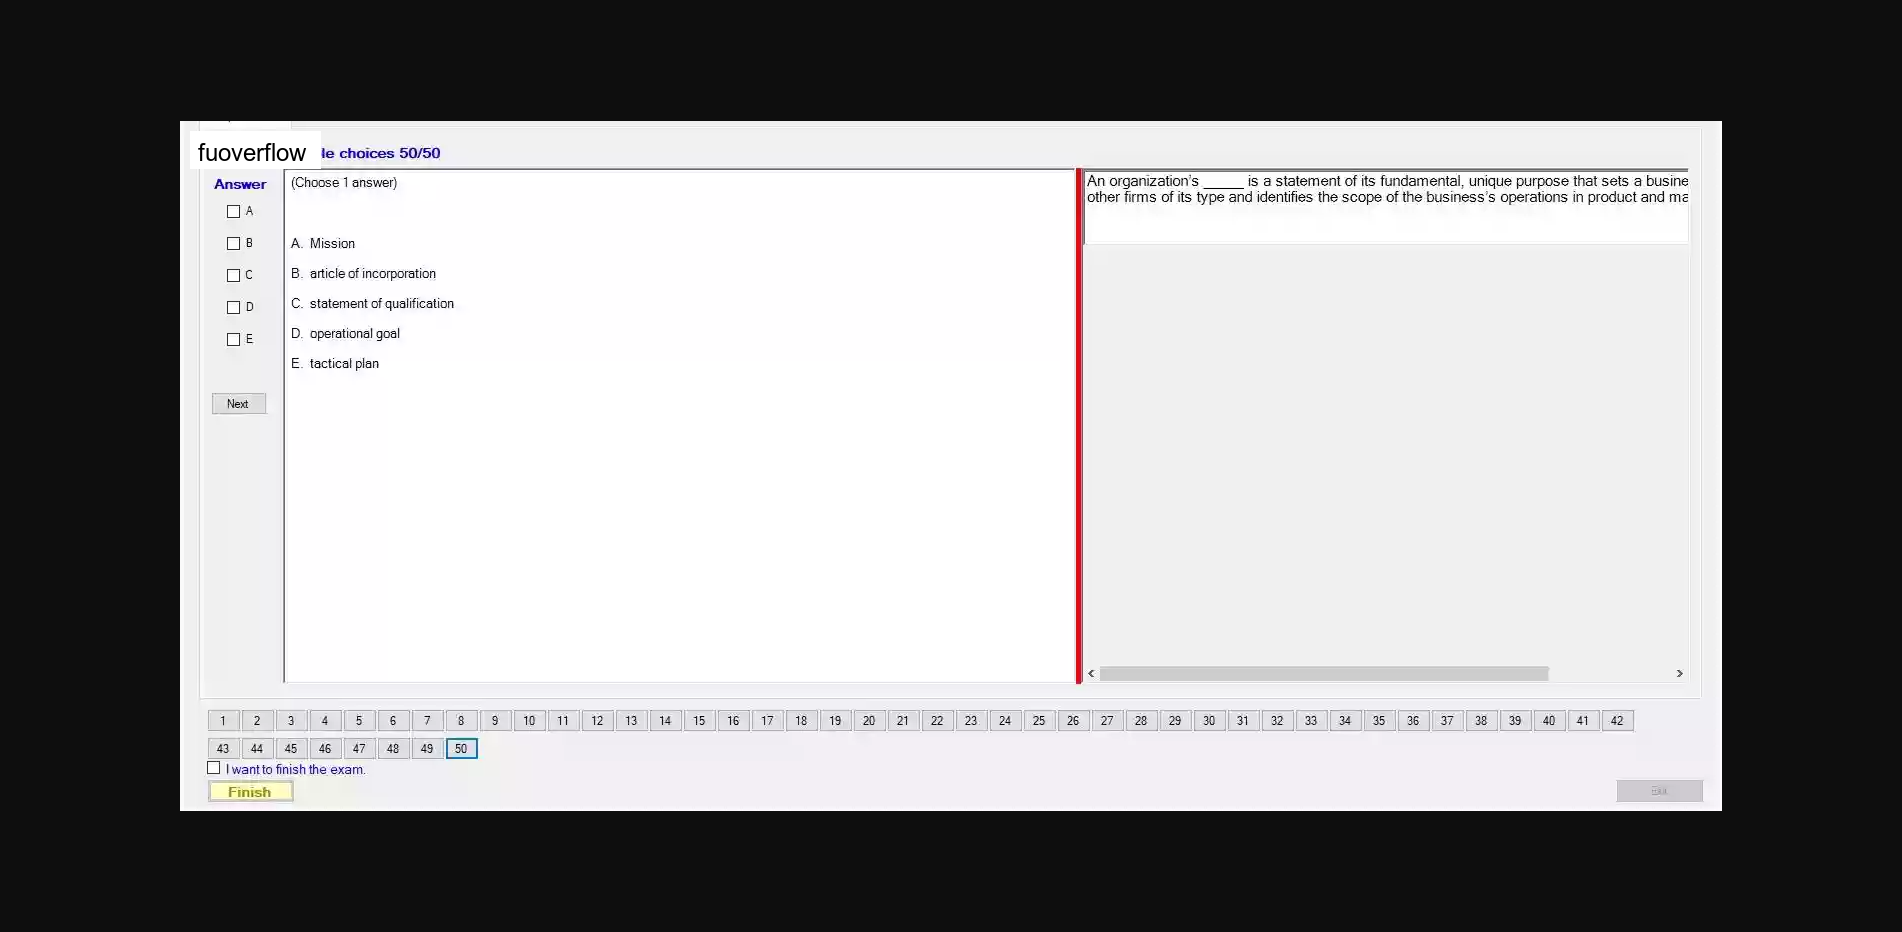 fuoverflow
le choices 50/50
Answer
A
B
C
D
E
Next
(Choose 1 answer)
A. Mission
B. article of incorporation
C. statement of qualification
D. operational goal
E. tactical plan
An organization's _____ is a statement of its fundamental, unique purpose that sets a busine
other firms of its type and identifies the scope of the business's operations in product and ma
1 2 3 4 5 6 7 8 9 10 11 12 13 14 15 16 17 18 19 20 21 22 23 24 25 26 27 28 29 30 31 32 33 34 35 36 37 38 39 40 41 42
43 44 45 46 47 48 49 50
I want to finish the exam.
Finish
Exit